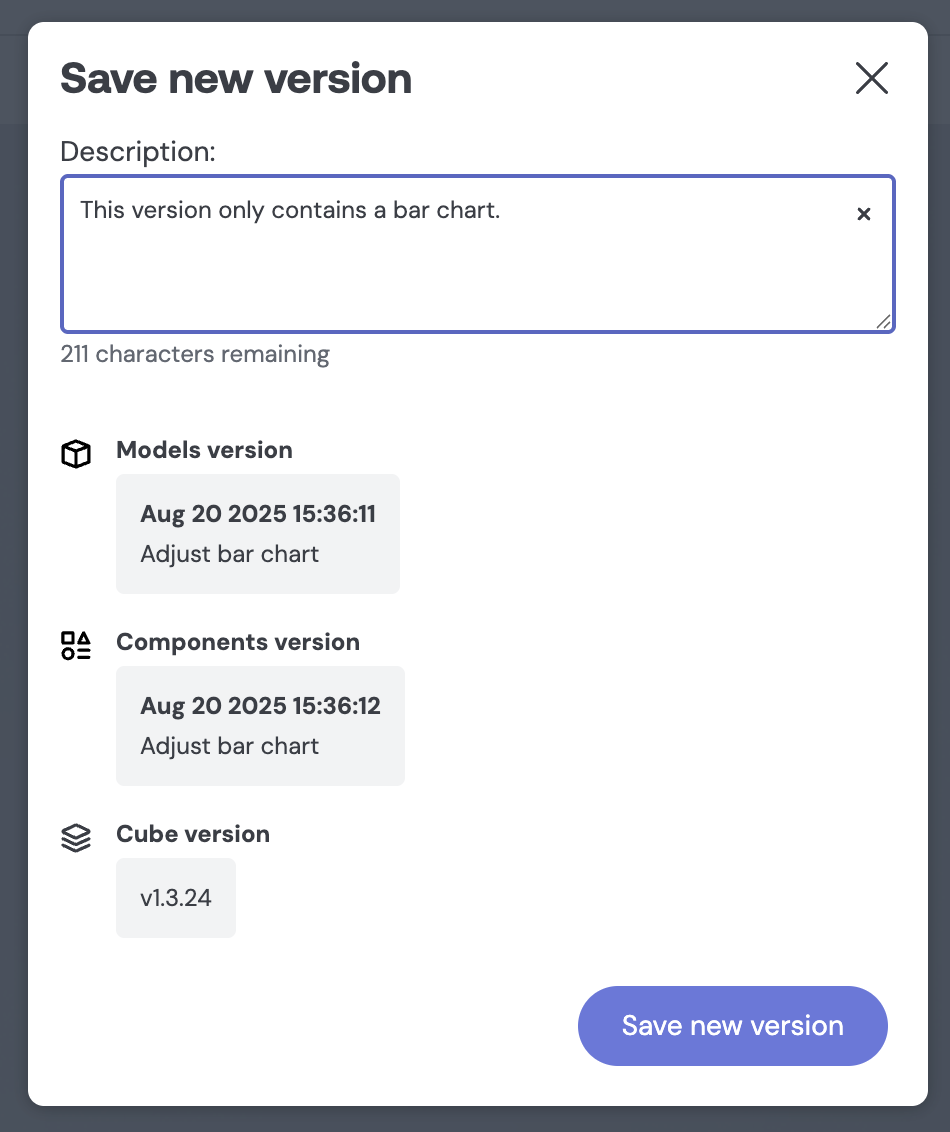 Save new version
Description:
This version only contains a bar chart.
211 characters remaining
Models version
Aug 20 2025 15:36:11
Adjust bar chart
Components version
Aug 20 2025 15:36:12
Adjust bar chart
Cube version
v1.3.24
Save new version